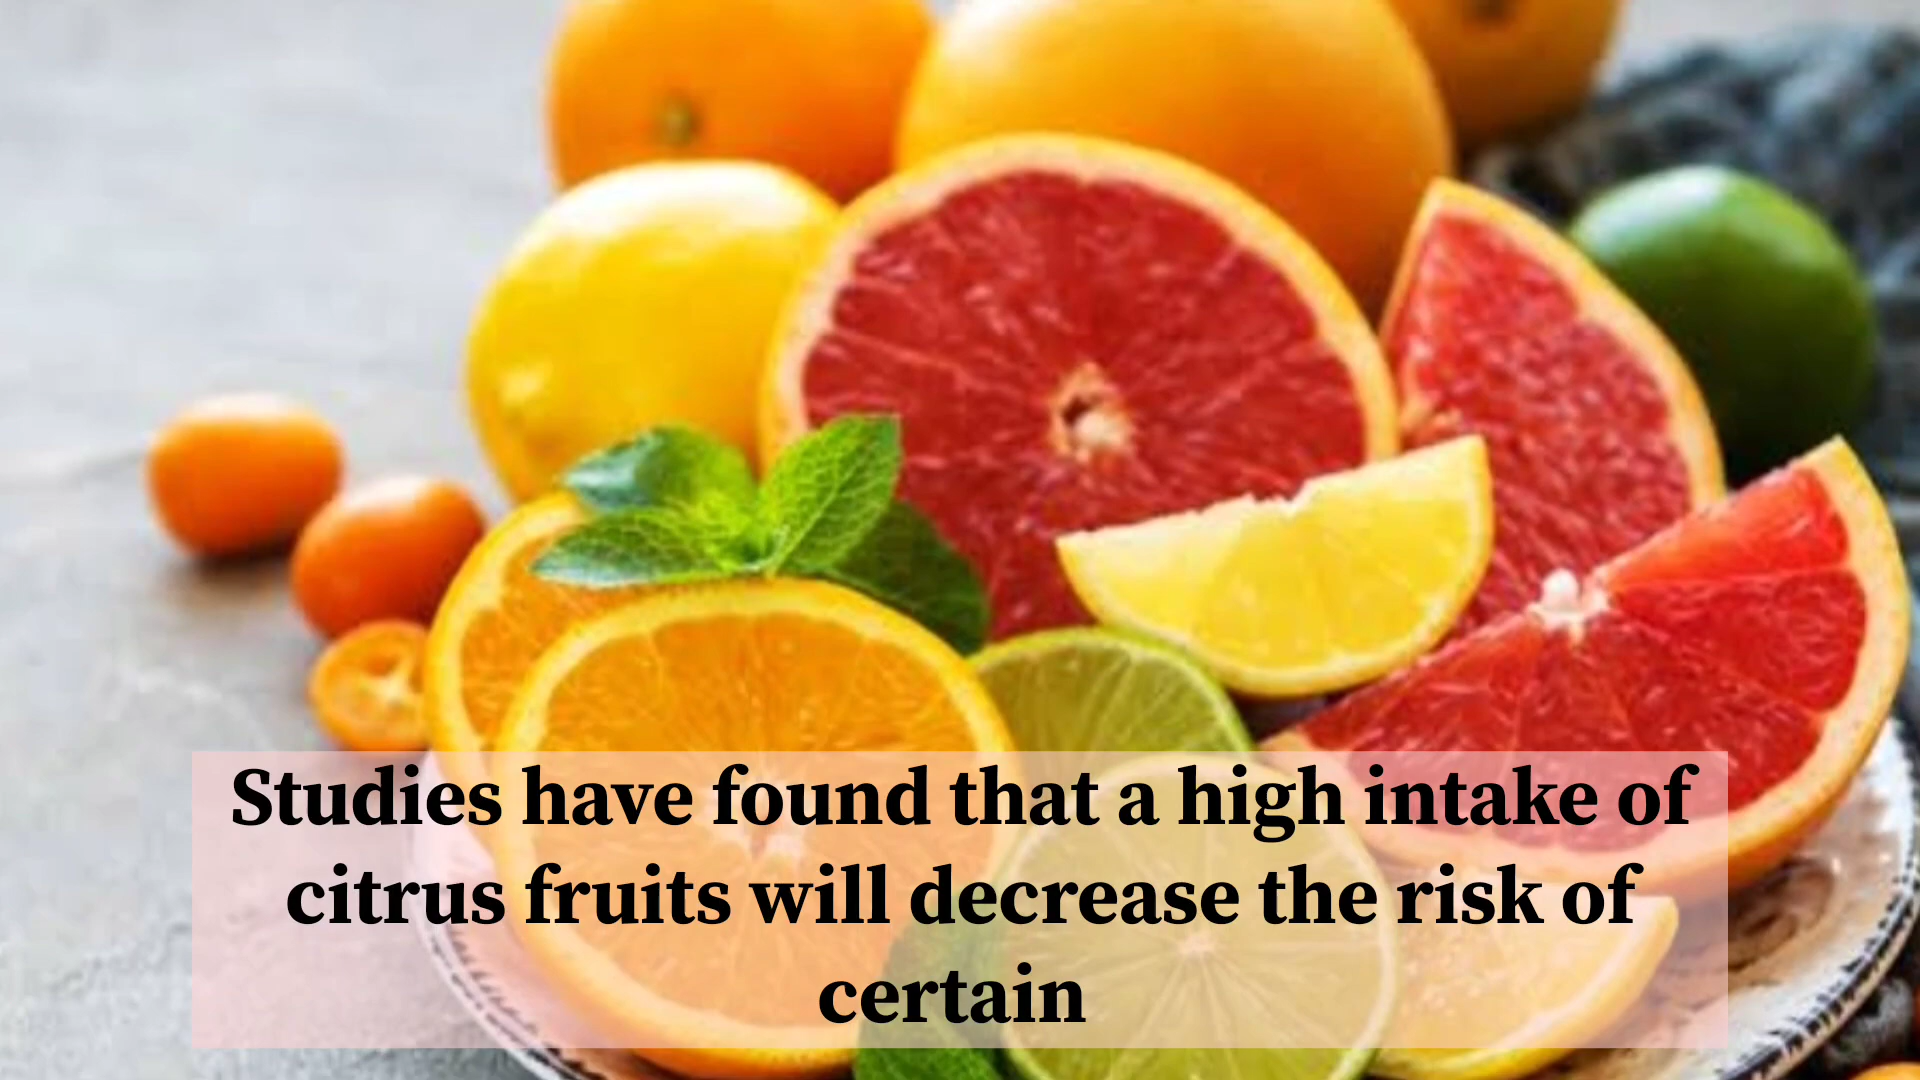 Studies have found that a high intake of
citrus fruits will decrease the risk of
certain